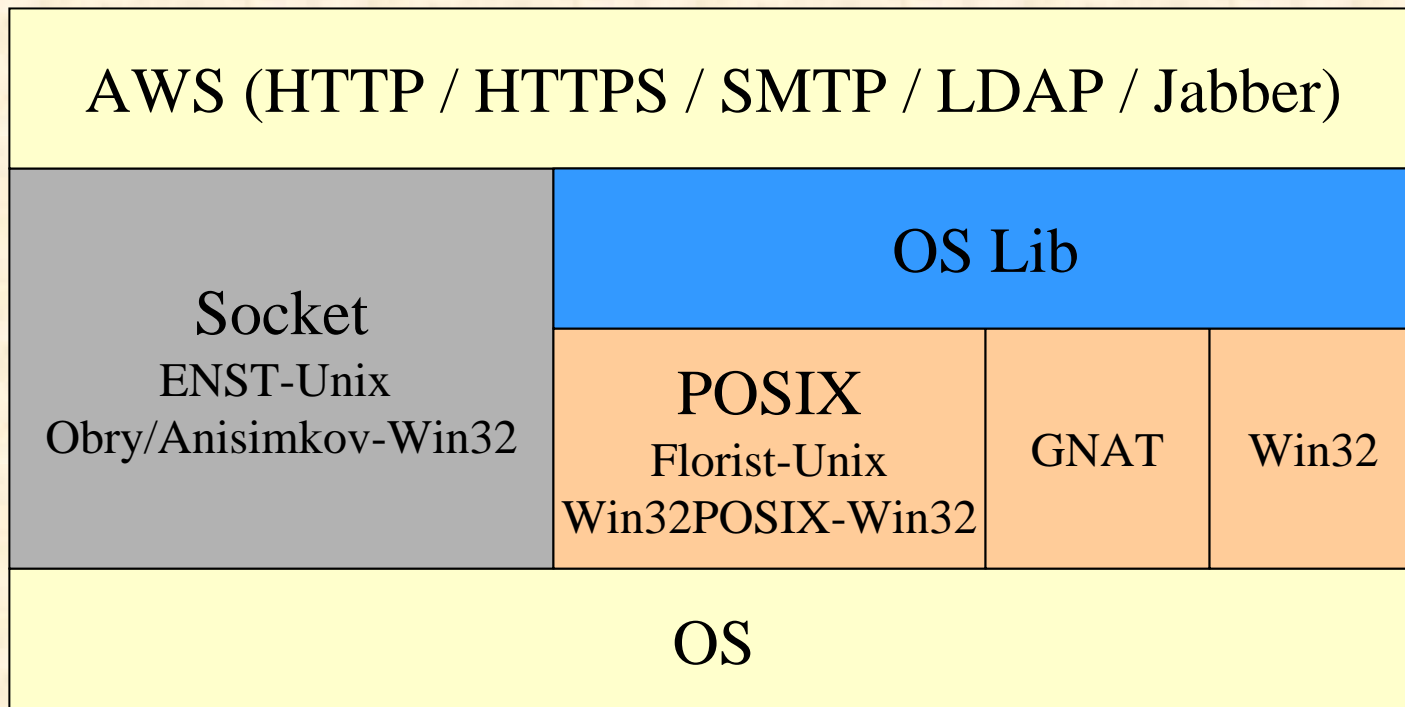 AWS (HTTP / HTTPS / SMTP / LDAP / Jabber)
Socket
ENST-Unix
Obry/Anisimkov-Win32
OS Lib
POSIX
Florist-Unix
Win32POSIX-Win32
GNAT
Win32
OS